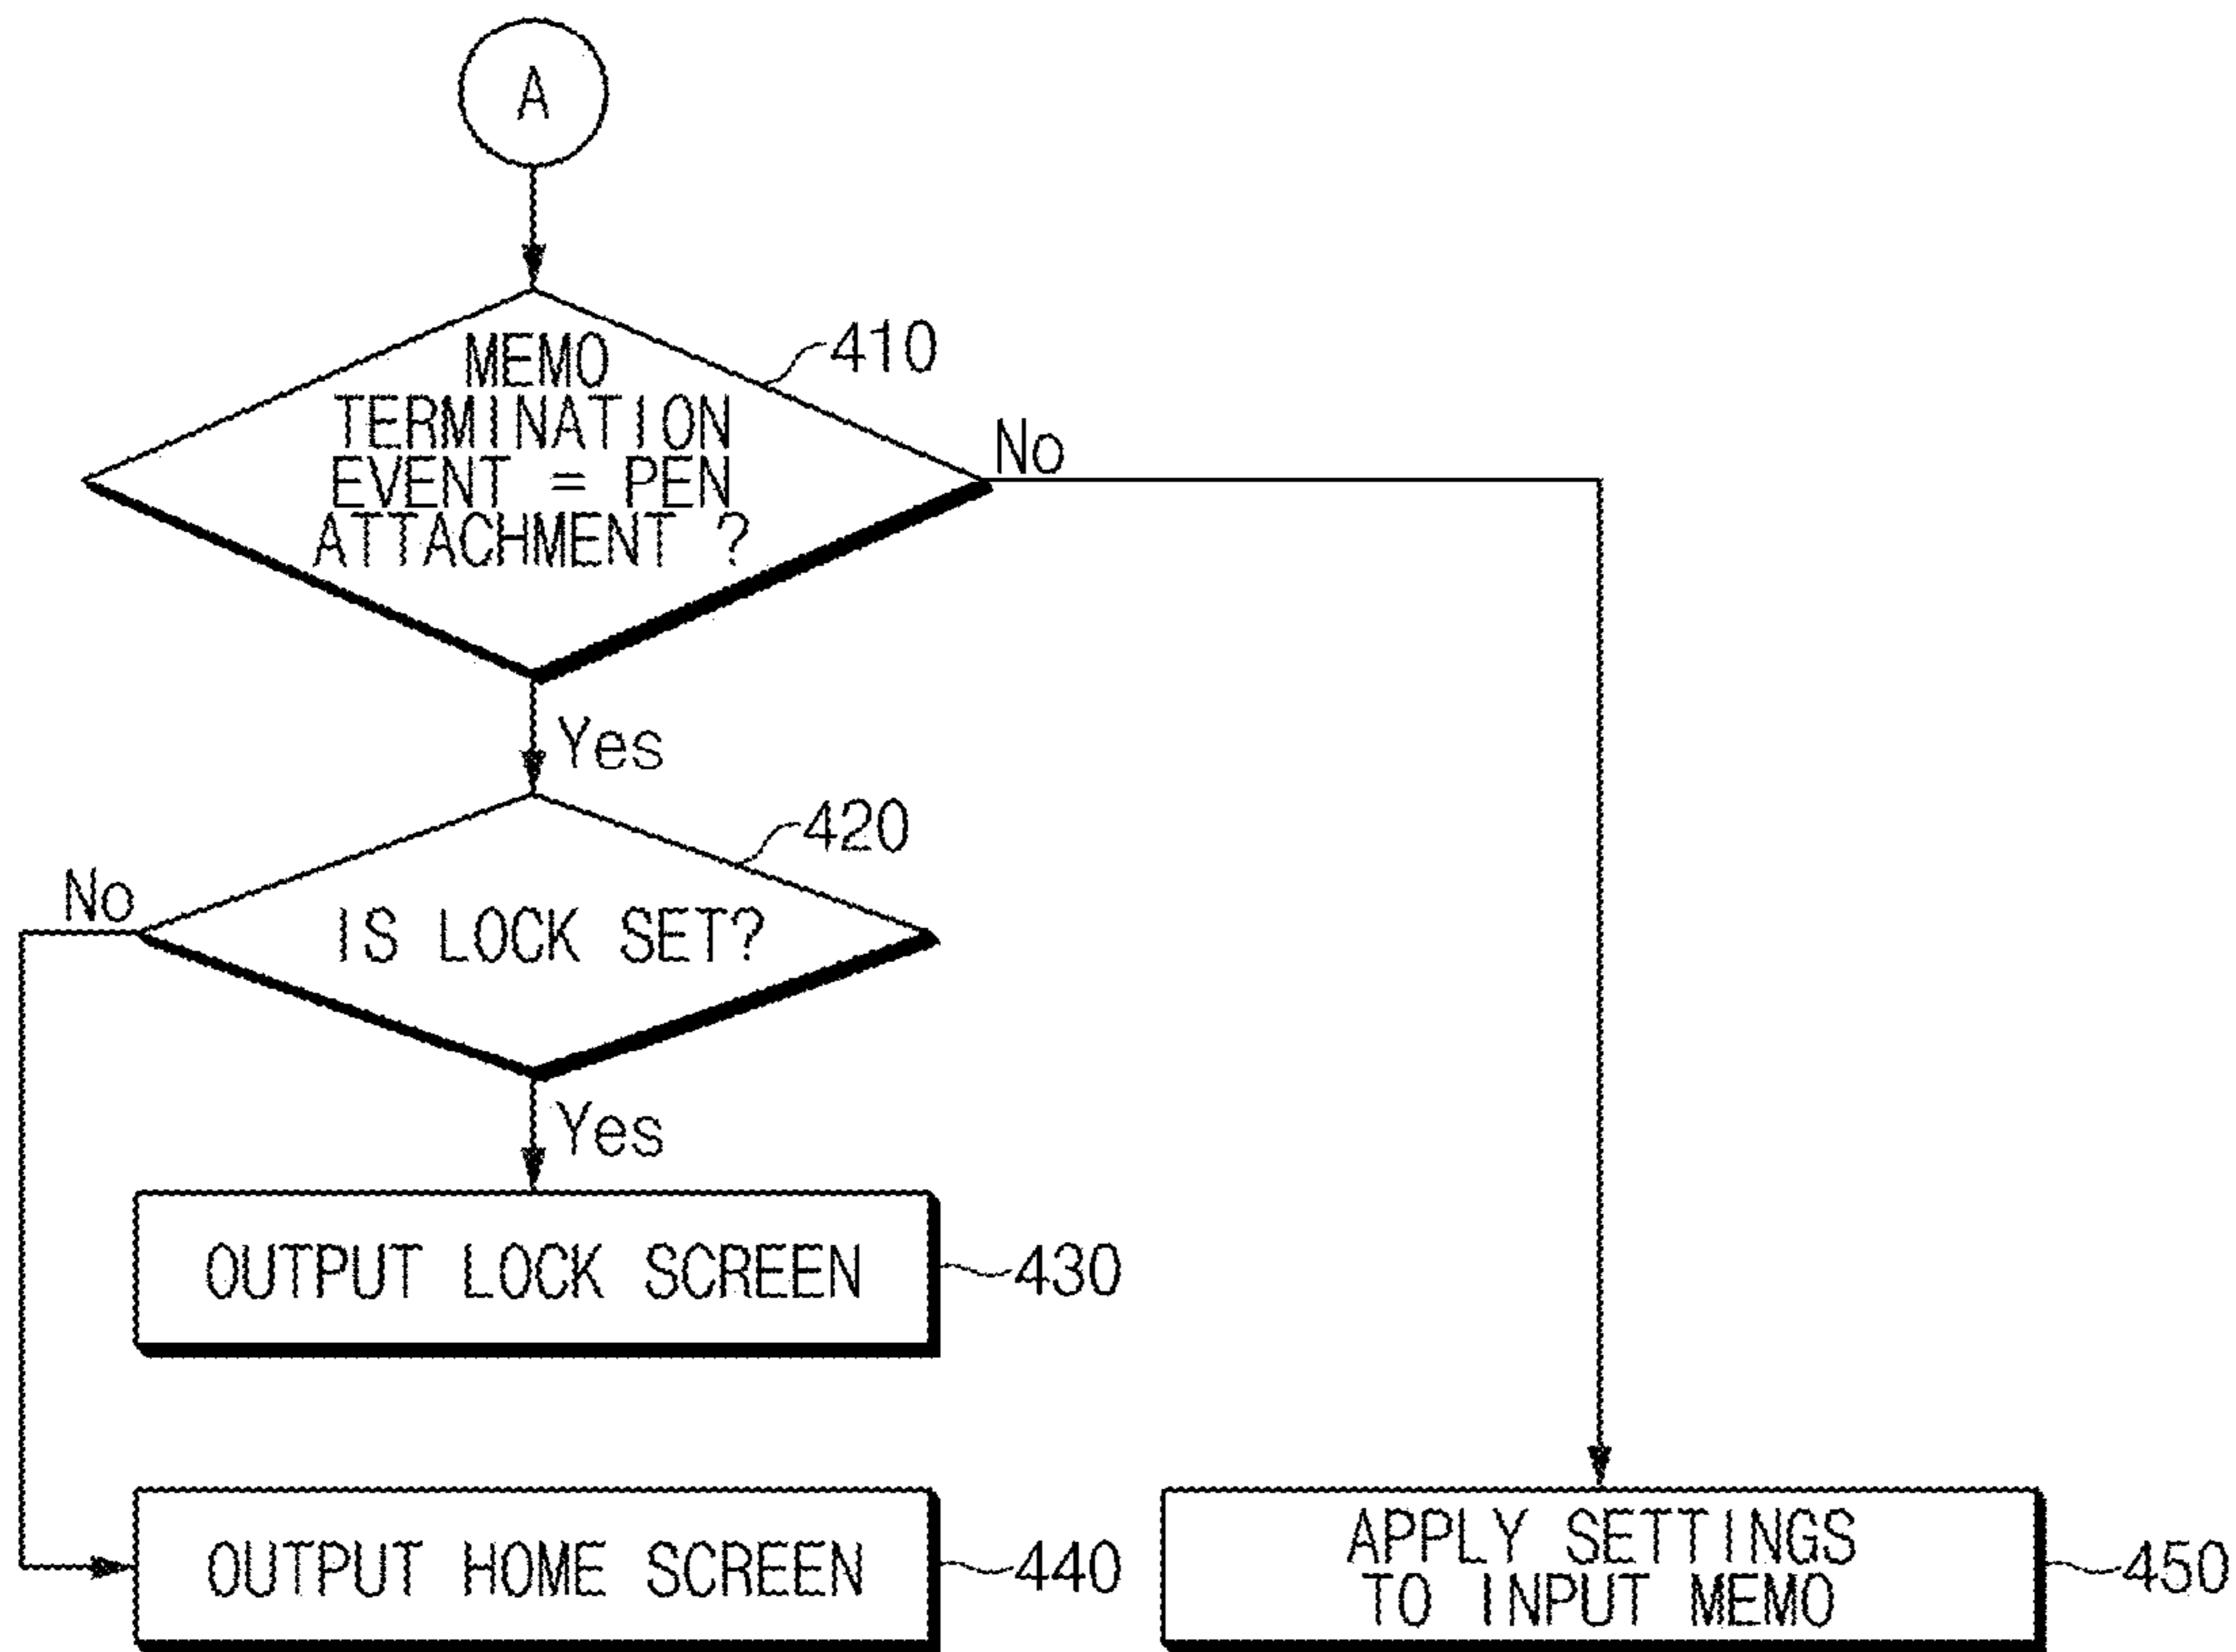 A
MEMO
TERMINATION
EVENT = PEN
ATTACHMENT ?
410
No
Yes
420
No
IS LOCK SET?
Yes
OUTPUT LOCK SCREEN
430
OUTPUT HOME SCREEN
440
APPLY SETTINGS
TO INPUT MEMO
450